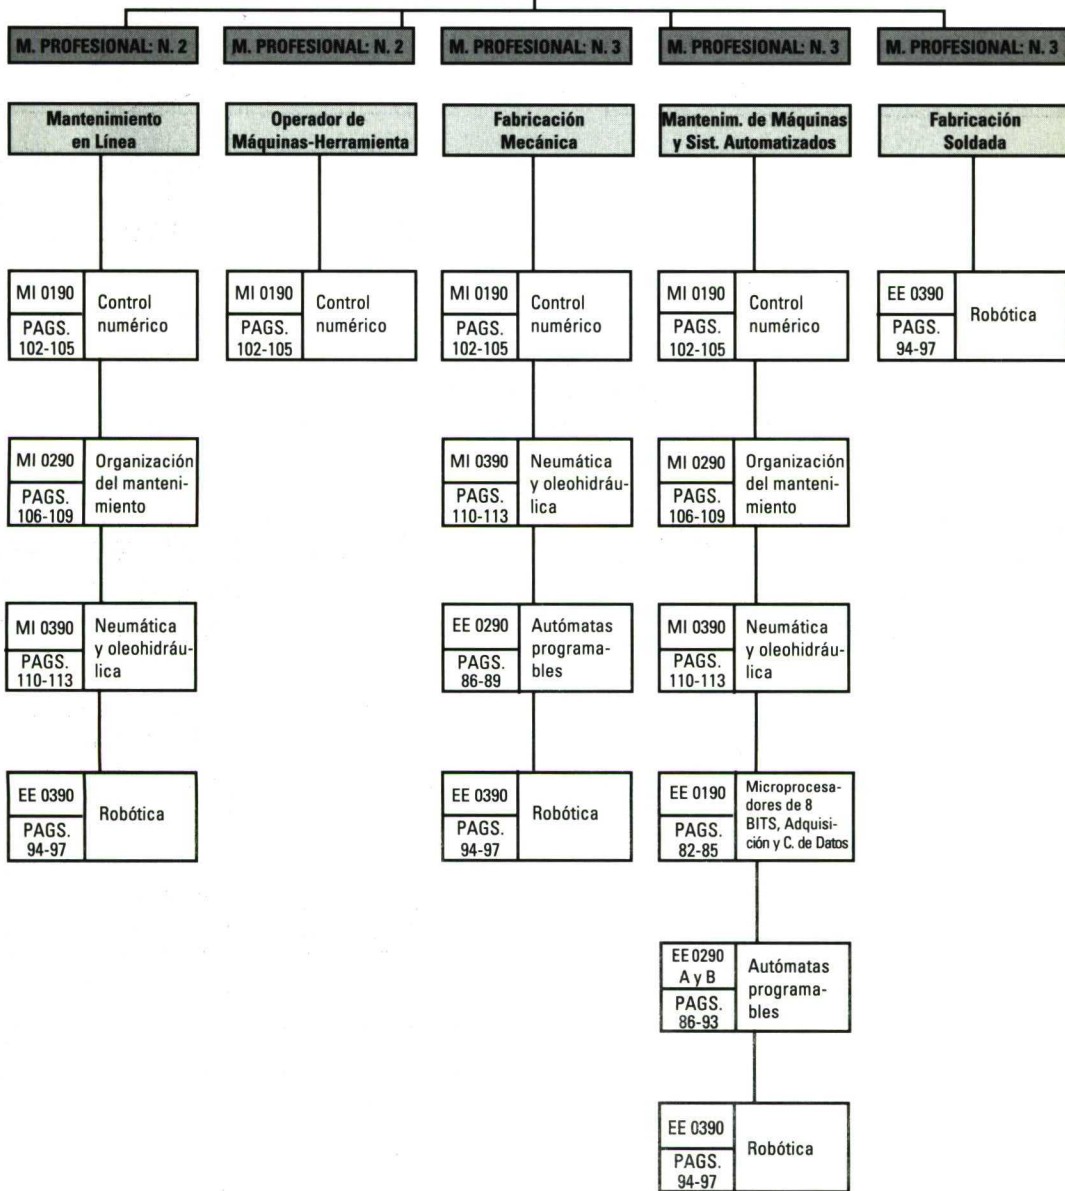 M. PROFESIONAL: N. 2
M. PROFESIONAL: N. 2
M. PROFESIONAL: N. 3
M. PROFESIONAL: N. 3
M. PROFESIONAL: N. 3
Mantenimiento
en Línea
Operador de
Máquinas-Herramienta
Fabricación
Mecánica
Mantenim. de Máquinas
y Sist. Automatizados
Fabricación
Soldada
MI 0190
PAGS.
102-105
Control
numérico
MI 0190
PAGS.
102-105
Control
numérico
MI 0190
PAGS.
102-105
Control
numérico
MI 0190
PAGS.
102-105
Control
numérico
EE 0390
PAGS.
94-97
Robótica
MI 0290
PAGS.
106-109
Organización
del manteni-
miento
MI 0390
PAGS.
110-113
Neumática
y oleohidráu-
lica
MI 0290
PAGS.
106-109
Organización
del manteni-
miento
MI 0390
PAGS.
110-113
Neumática
y oleohidráu-
lica
EE 0290
PAGS.
86-89
Autómatas
programa-
bles
MI 0390
PAGS.
110-113
Neumática
y oleohidráu-
lica
EE 0390
PAGS.
94-97
Robótica
EE 0390
PAGS.
94-97
Robótica
EE 0190
PAGS.
82-85
Microprocesa-
dores de 8
BITS, Adquisi-
ción y C. de Datos
EE 0290
A y B
PAGS.
86-93
Autómatas
programa-
bles
EE 0390
PAGS.
94-97
Robótica